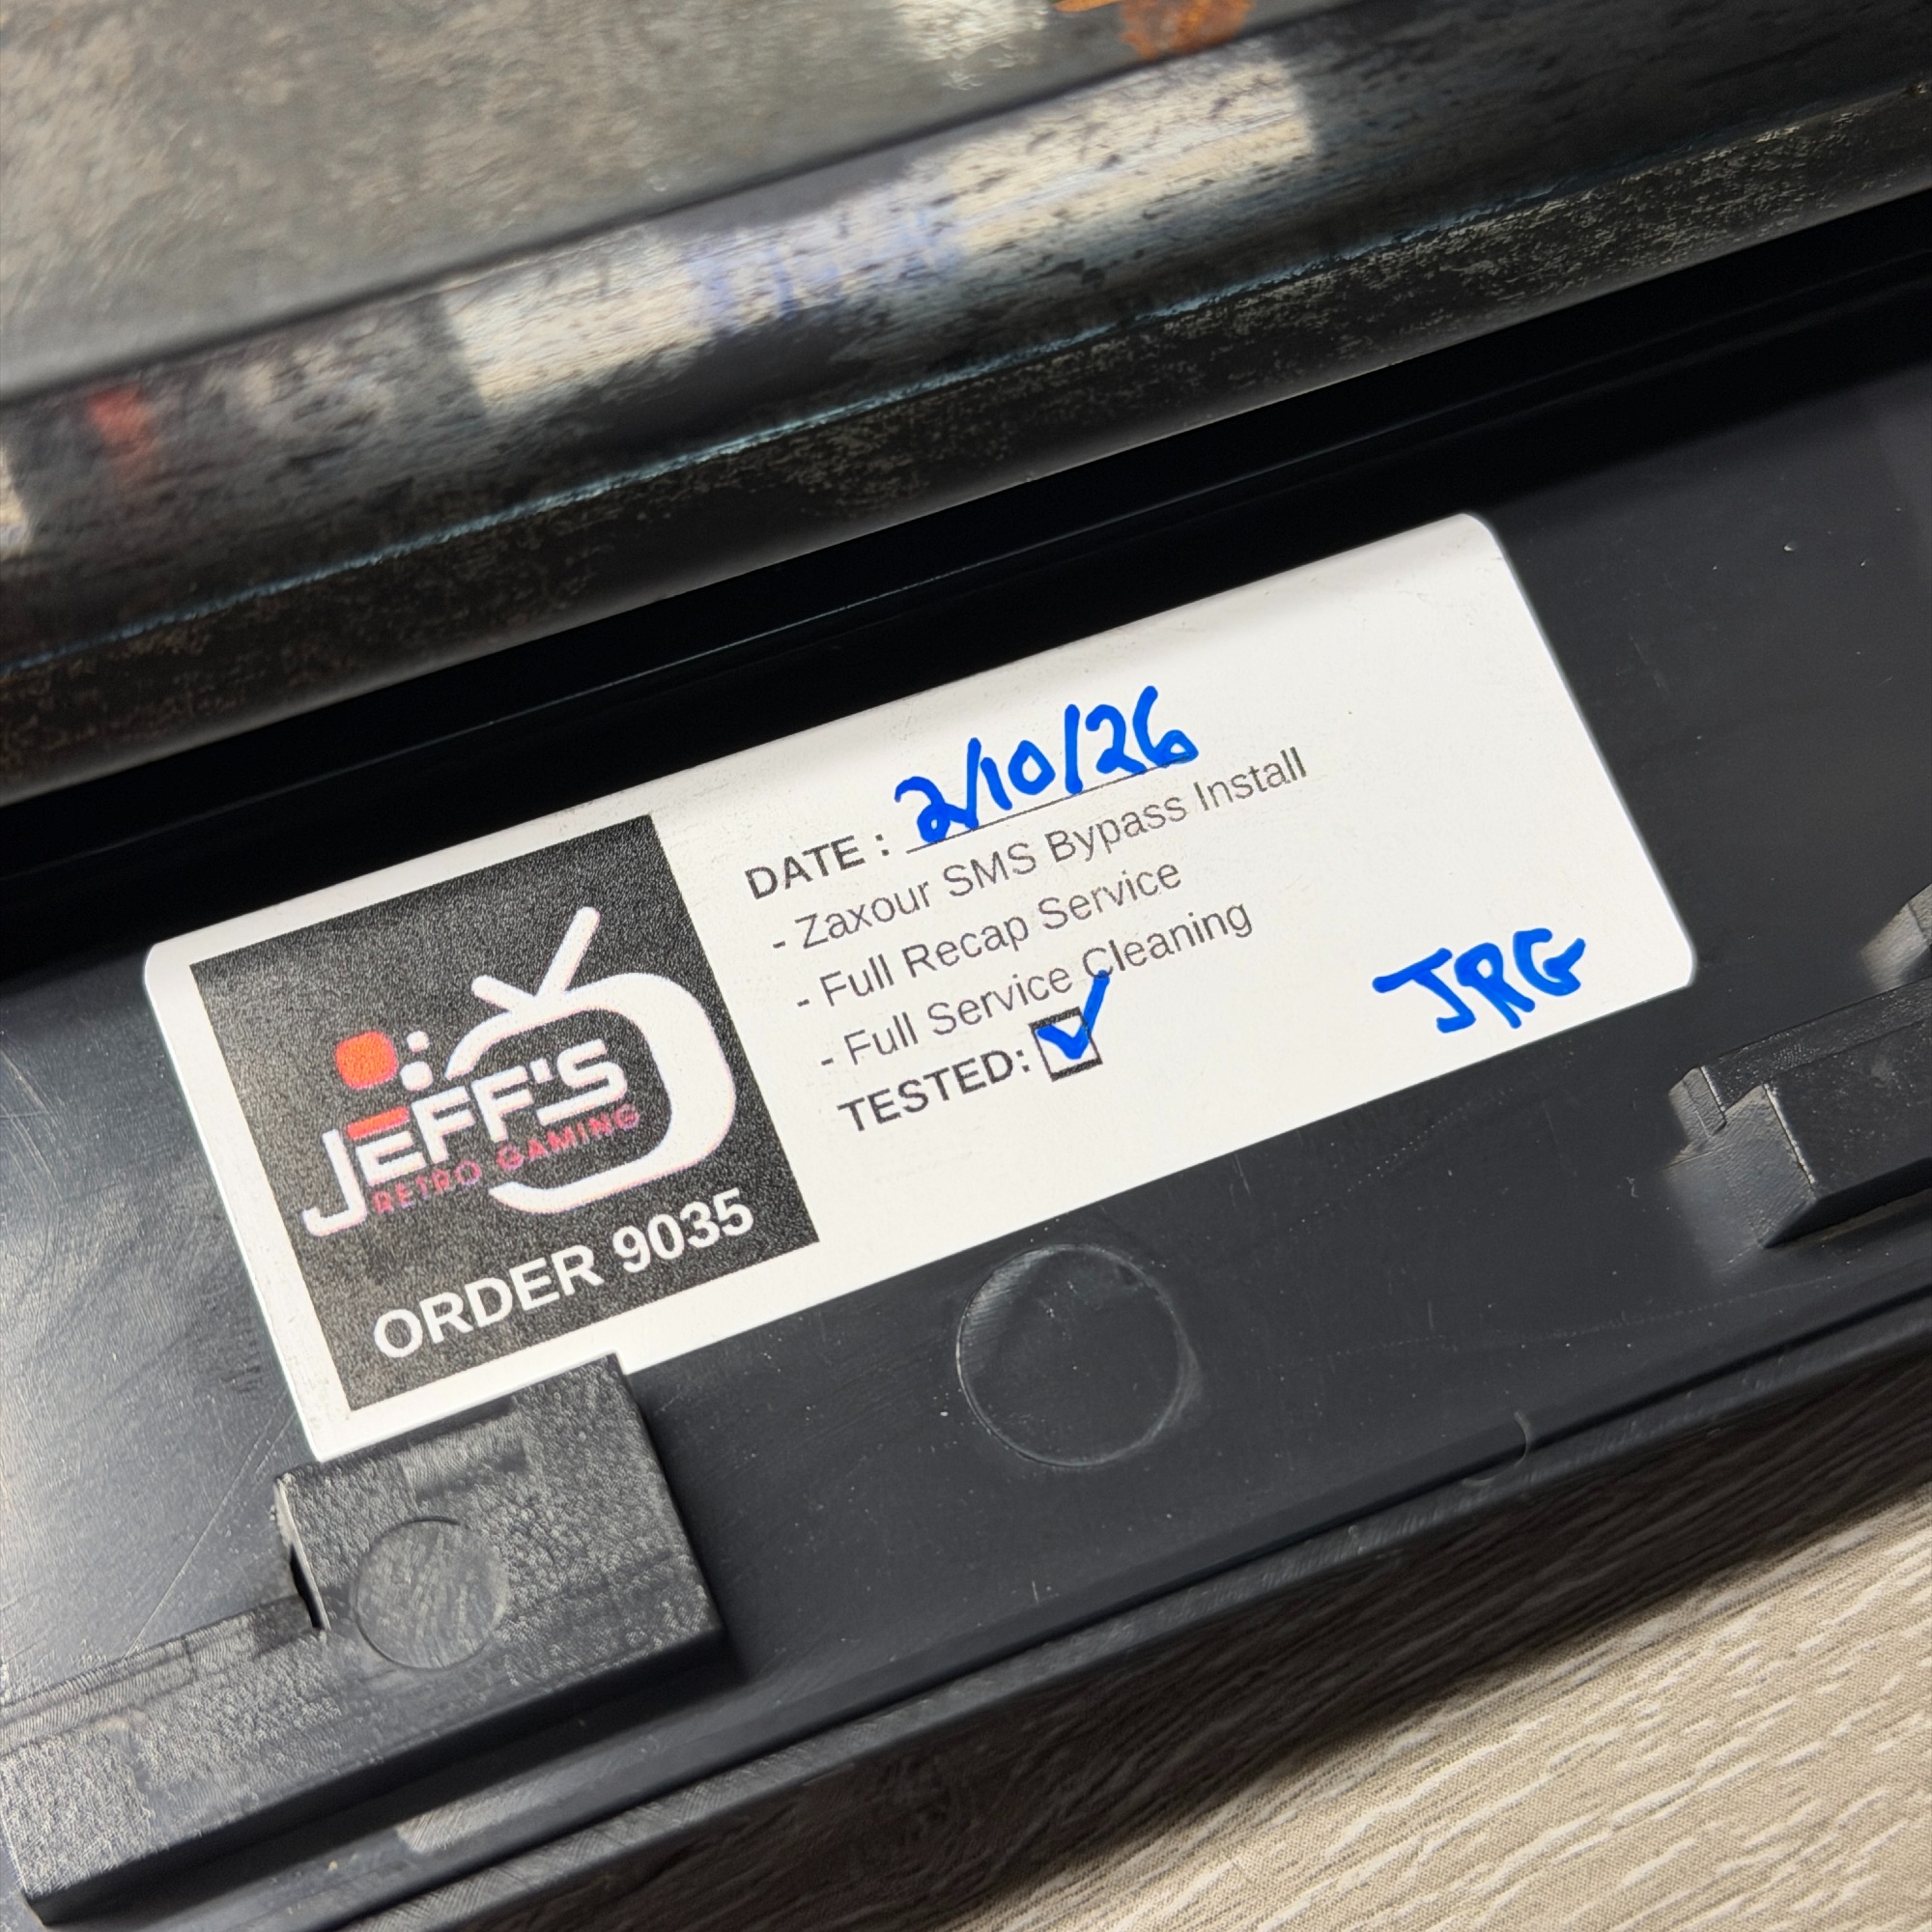 JEFF'S
RETRO GAMING
ORDER 9035
DATE : 2/10/26
- Zaxour SMS Bypass Install
- Full Recap Service
- Full Service Cleaning
TESTED:
JRG